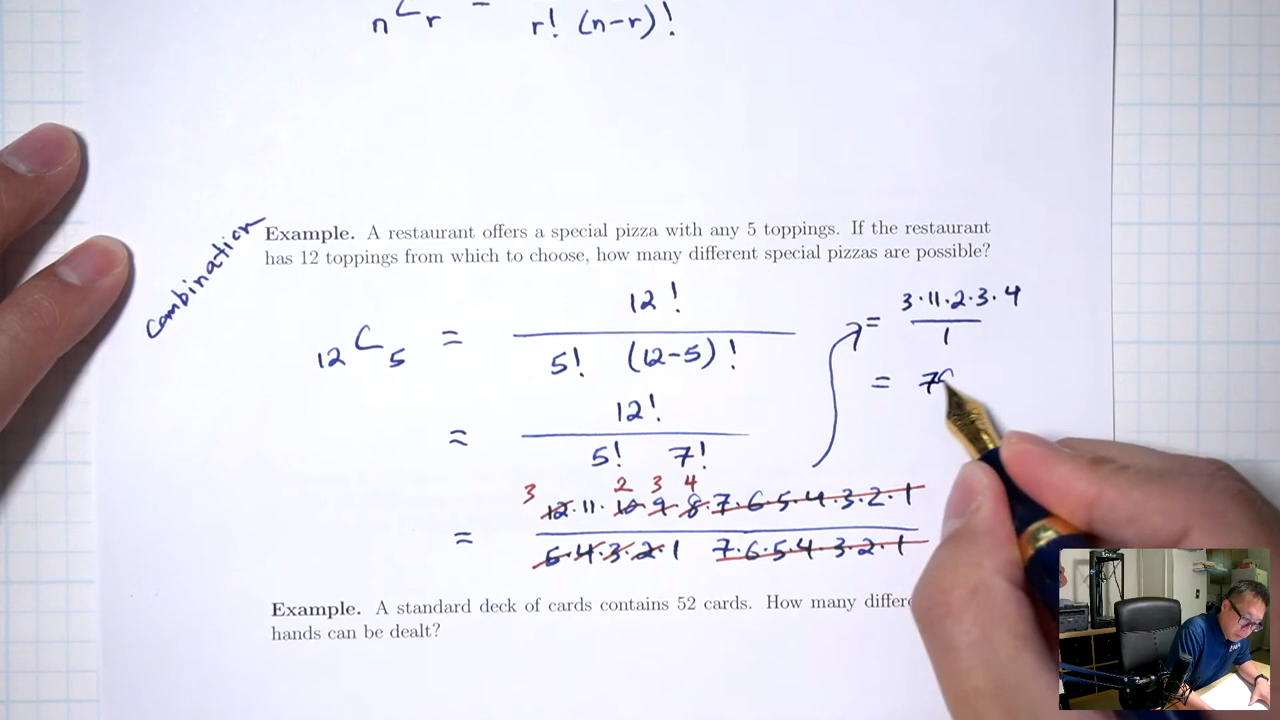 nCr = r! (n-r)!
combination
Example. A restaurant offers a special pizza with any 5 toppings. If the restaurant
has 12 toppings from which to choose, how many different special pizzas are possible?
12C5 = 12! / 5! (12-5)!
= 12! / 5! 7!
3 2 3 4
= 12·11·10·9·8·7·6·5·4·3·2·1 / 5·4·3·2·1 7·6·5·4·3·2·1
= 3·11·2·3·4 / 1
= 7
Example. A standard deck of cards contains 52 cards. How many
hands can be dealt?